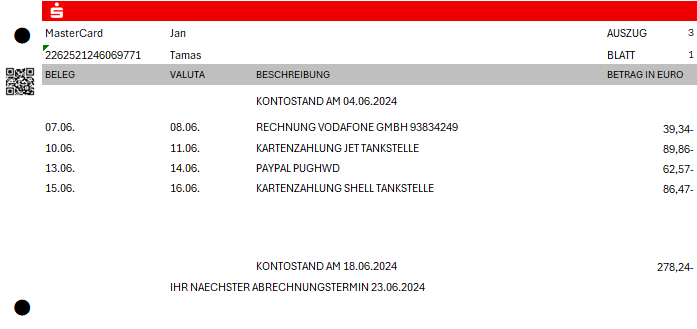 MasterCard Jan AUSZUG 3
2262521246069771 Tamas BLATT 1
BELEG VALUTA BESCHREIBUNG BETRAG IN EURO
KONTOSTAND AM 04.06.2024
07.06. 08.06. RECHNUNG VODAFONE GMBH 93834249 39,34-
10.06. 11.06. KARTENZAHLUNG JET TANKSTELLE 89,86-
13.06. 14.06. PAYPAL PUGHWD 62,57-
15.06. 16.06. KARTENZAHLUNG SHELL TANKSTELLE 86,47-
KONTOSTAND AM 18.06.2024 278,24-
IHR NAECHSTER ABRECHNUNGSTERMIN 23.06.2024